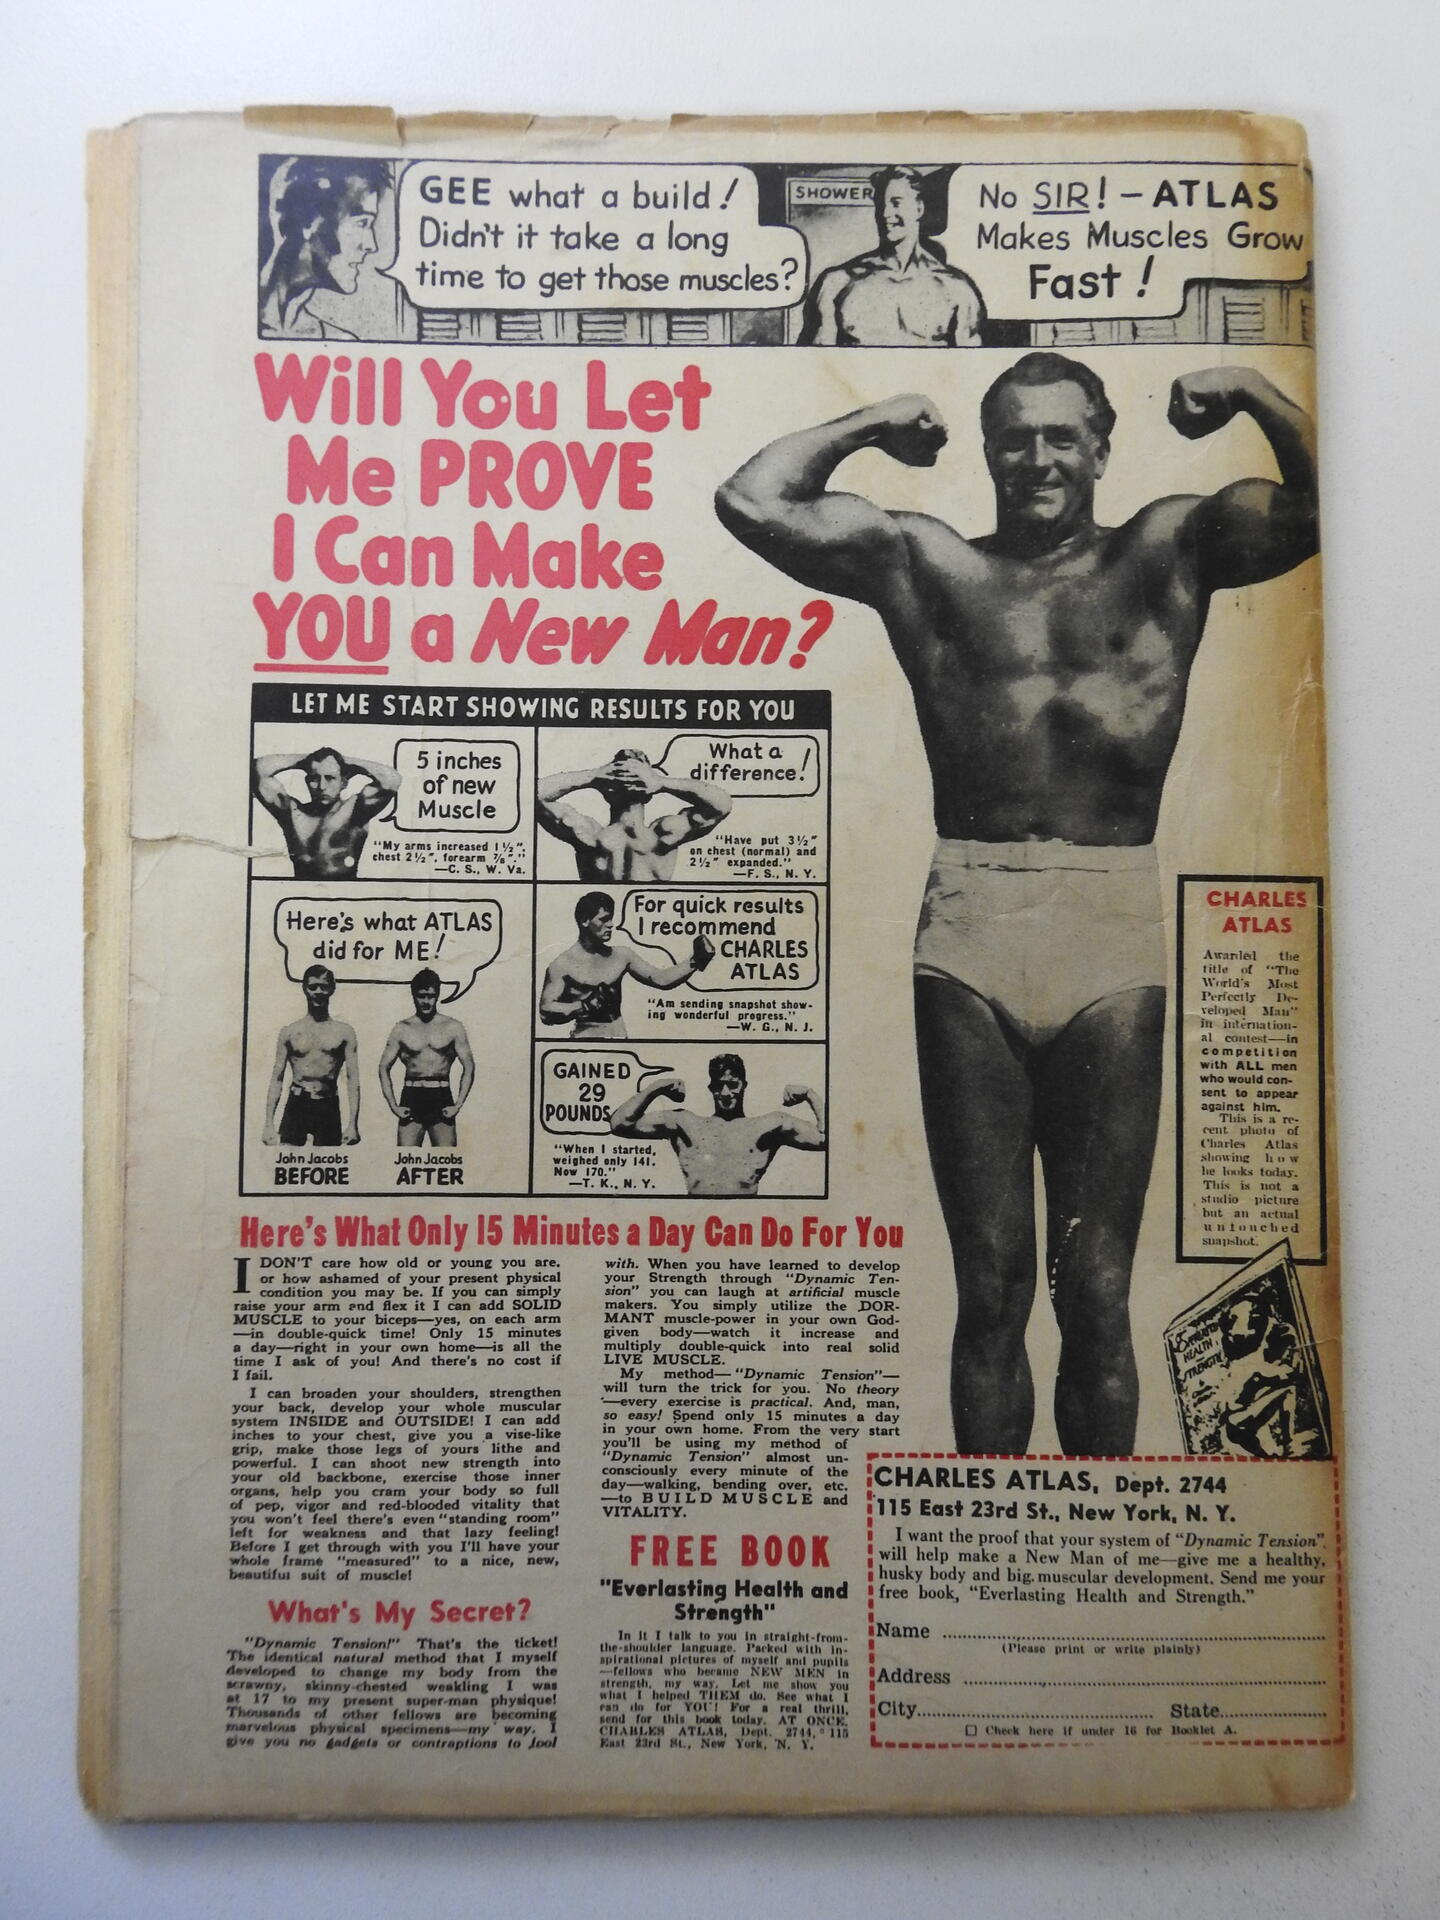 GEE what a build!
Didn't it take a long
time to get those muscles?
SHOWER
No SIR! – ATLAS
Makes Muscles Grow
Fast!
Will You Let
Me PROVE
I Can Make
YOU a New Man?
LET ME START SHOWING RESULTS FOR YOU
5 inches
of new
Muscle
"My arms increased 1½",
chest 2½", forearm ⅞"."
—C. S., W. Va.
What a
difference!
"Have put 3½"
on chest (normal) and
2½" expanded."
—F. S., N. Y.
Here's what ATLAS
did for ME!
John Jacobs
BEFORE
John Jacobs
AFTER
For quick results
I recommend
CHARLES
ATLAS
"Am sending snapshot show-
ing wonderful progress."
—W. G., N. J.
GAINED
29
POUNDS
"When I started,
weighed only 141.
Now 170."
—T. K., N. Y.
CHARLES
ATLAS
Awarded the
title of "The
World's Most
Perfectly De-
veloped Man"
in internation-
al contest—in
competition
with ALL men
who would con-
sent to appear
against him.
This is a re-
cent photo of
Charles Atlas
showing how
he looks today.
This is not a
studio picture
but an actual
untouched
snapshot.
Here's What Only 15 Minutes a Day Can Do For You
I DON'T care how old or young you are,
or how ashamed of your present physical
condition you may be. If you can simply
raise your arm and flex it I can add SOLID
MUSCLE to your biceps—yes, on each arm
—in double-quick time! Only 15 minutes
a day—right in your own home—is all the
time I ask of you! And there's no cost if
I fail.
I can broaden your shoulders, strengthen
your back, develop your whole muscular
system INSIDE and OUTSIDE! I can add
inches to your chest, give you a vise-like
grip, make those legs of yours lithe and
powerful. I can shoot new strength into
your old backbone, exercise those inner
organs, help you cram your body so full
of pep, vigor and red-blooded vitality that
you won't feel there's even "standing room"
left for weakness and that lazy feeling!
Before I get through with you I'll have your
whole frame "measured" to a nice, new,
beautiful suit of muscle!
What's My Secret?
"Dynamic Tension!" That's the ticket!
The identical natural method that I myself
developed to change my body from the
scrawny, skinny-chested weakling I was
at 17 to my present super-man physique!
Thousands of other fellows are becoming
marvelous physical specimens—my way. I
give you no gadgets or contraptions to fool
with. When you have learned to develop
your Strength through "Dynamic Ten-
sion" you can laugh at artificial muscle
makers. You simply utilize the DOR-
MANT muscle-power in your own God-
given body—watch it increase and
multiply double-quick into real solid
LIVE MUSCLE.
My method—"Dynamic Tension"—
will turn the trick for you. No theory
—every exercise is practical. And, man,
so easy! Spend only 15 minutes a day
in your own home. From the very start
you'll be using my method of
"Dynamic Tension" almost un-
consciously every minute of the
day—walking, bending over, etc.
—to BUILD MUSCLE and
VITALITY.
FREE BOOK
"Everlasting Health and
Strength"
In it I talk to you in straight-from-
the-shoulder language. Packed with in-
spirational pictures of myself and pupils
—fellows who became NEW MEN in
strength, my way. Let me show you
what I helped THEM do. See what I
can do for YOU! For a real thrill,
send for this book today. AT ONCE.
CHARLES ATLAS, Dept. 2744, 115
East 23rd St., New York, N. Y.
EVERLASTING
HEALTH
STRENGTH
CHARLES ATLAS, Dept. 2744
115 East 23rd St., New York, N. Y.
I want the proof that your system of "Dynamic Tension"
will help make a New Man of me—give me a healthy,
husky body and big muscular development. Send me your
free book, "Everlasting Health and Strength."
Name
(Please print or write plainly)
Address
City State
Check here if under 16 for Booklet A.